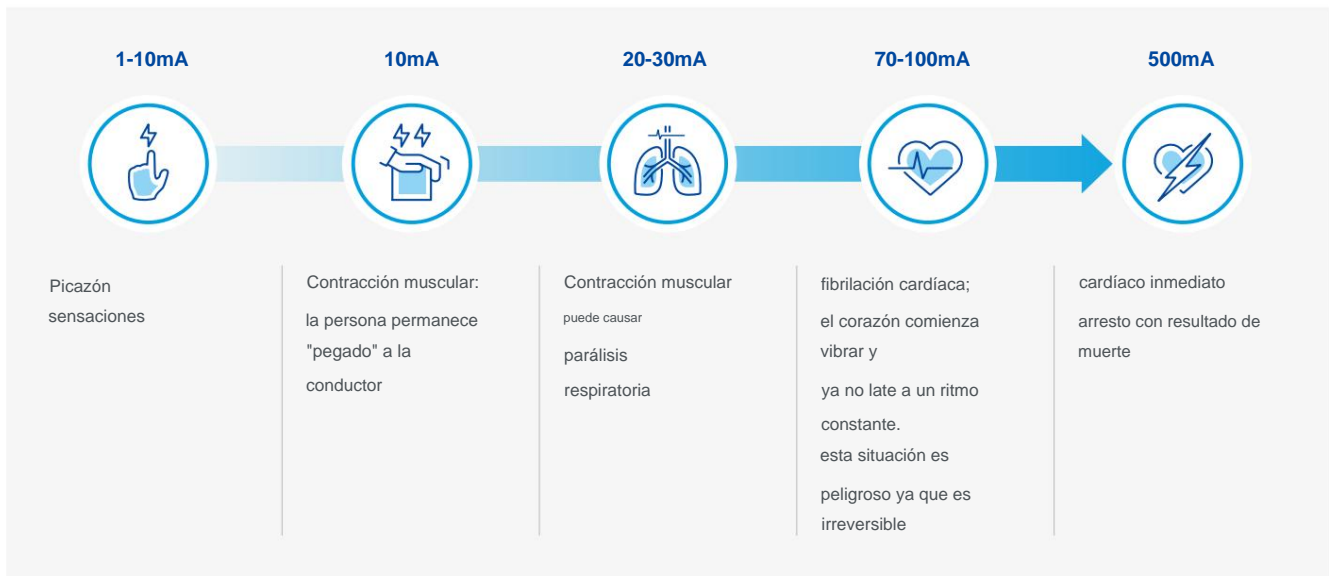 1-10mA
10mA
20-30mA
70-100mA
500mA
Picazón
sensaciones
Contracción muscular:
la persona permanece
"pegado" a la
conductor
Contracción muscular
puede causar
parálisis
respiratoria
fibrilación cardíaca;
el corazón comienza
vibrar y
ya no late a un ritmo
constante.
esta situación es
peligroso ya que es
irreversible
cardíaco inmediato
arresto con resultado de
muerte